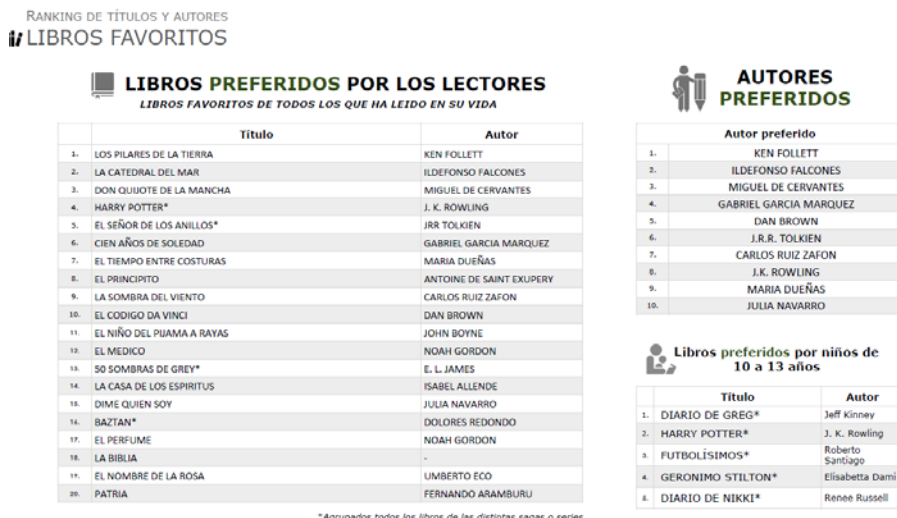 RANKING DE TÍTULOS Y AUTORES
LIBROS FAVORITOS
LIBROS PREFERIDOS POR LOS LECTORES
LIBROS FAVORITOS DE TODOS LOS QUE HA LEIDO EN SU VIDA
Título Autor
1. LOS PILARES DE LA TIERRA KEN FOLLETT
2. LA CATEDRAL DEL MAR ILDEFONSO FALCONES
3. DON QUIJOTE DE LA MANCHA MIGUEL DE CERVANTES
4. HARRY POTTER* J. K. ROWLING
5. EL SEÑOR DE LOS ANILLOS* JRR TOLKIEN
6. CIEN AÑOS DE SOLEDAD GABRIEL GARCIA MARQUEZ
7. EL TIEMPO ENTRE COSTURAS MARIA DUEÑAS
8. EL PRINCIPITO ANTOINE DE SAINT EXUPERY
9. LA SOMBRA DEL VIENTO CARLOS RUIZ ZAFON
10. EL CODIGO DA VINCI DAN BROWN
11. EL NIÑO DEL PIJAMA A RAYAS JOHN BOYNE
12. EL MEDICO NOAH GORDON
13. 50 SOMBRAS DE GREY* E. L. JAMES
14. LA CASA DE LOS ESPIRITUS ISABEL ALLENDE
15. DIME QUIEN SOY JULIA NAVARRO
16. BAZTAN* DOLORES REDONDO
17. EL PERFUME NOAH GORDON
18. LA BIBLIA -
19. EL NOMBRE DE LA ROSA UMBERTO ECO
20. PATRIA FERNANDO ARAMBURU
*Agrupados todos los libros de las distintas sagas o series
AUTORES
PREFERIDOS
Autor preferido
1. KEN FOLLETT
2. ILDEFONSO FALCONES
3. MIGUEL DE CERVANTES
4. GABRIEL GARCIA MARQUEZ
5. DAN BROWN
6. J.R.R. TOLKIEN
7. CARLOS RUIZ ZAFON
8. J.K. ROWLING
9. MARIA DUEÑAS
10. JULIA NAVARRO
Libros preferidos por niños de
10 a 13 años
Título Autor
1. DIARIO DE GREG* Jeff Kinney
2. HARRY POTTER* J. K. Rowling
3. FUTBOLÍSIMOS* Roberto
Santiago
4. GERONIMO STILTON* Elisabetta Dami
5. DIARIO DE NIKKI* Renee Russell